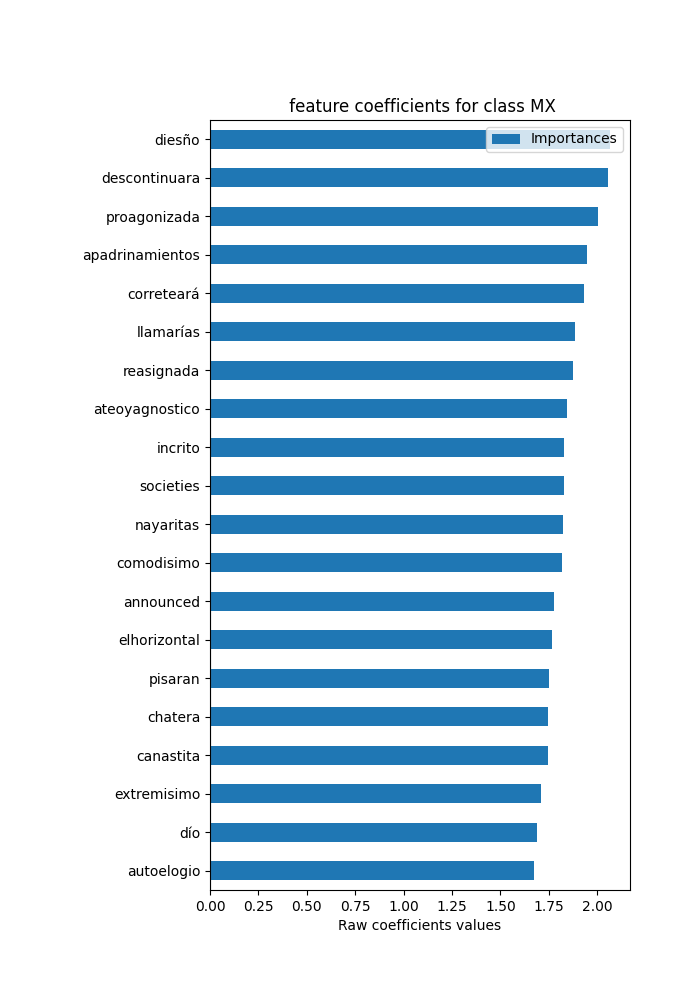 feature coefficients for class MX
Importances
diesño
descontinuara
proagonizada
apadrinamientos
correteará
llamarías
reasignada
ateoyagnostico
incrito
societies
nayaritas
comodisimo
announced
elhorizontal
pisaran
chatera
canastita
extremisimo
dío
autoelogio
0.00 0.25 0.50 0.75 1.00 1.25 1.50 1.75 2.00
Raw coefficients values